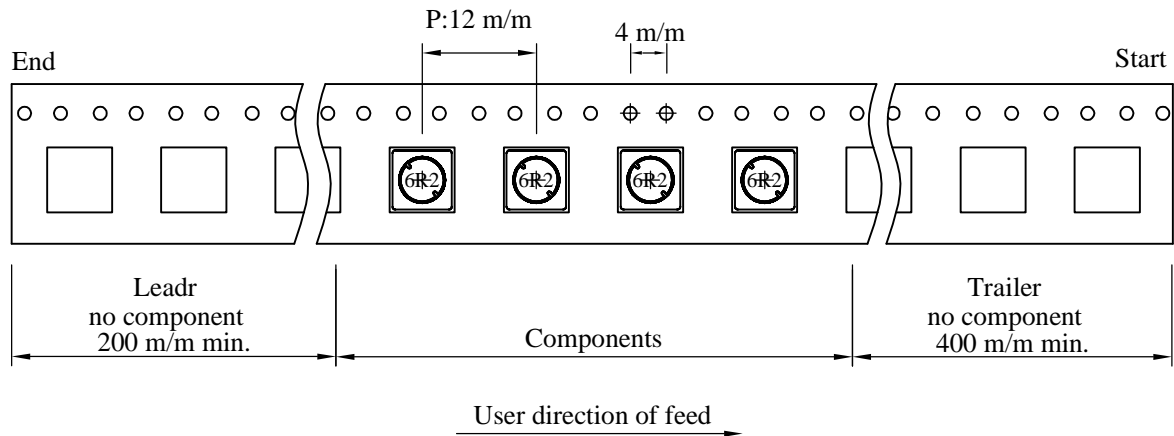 P:12 m/m
4 m/m
End
Start
6R2 6R2 6R2 6R2
Leadr
no component
200 m/m min.
Components
Trailer
no component
400 m/m min.
User direction of feed